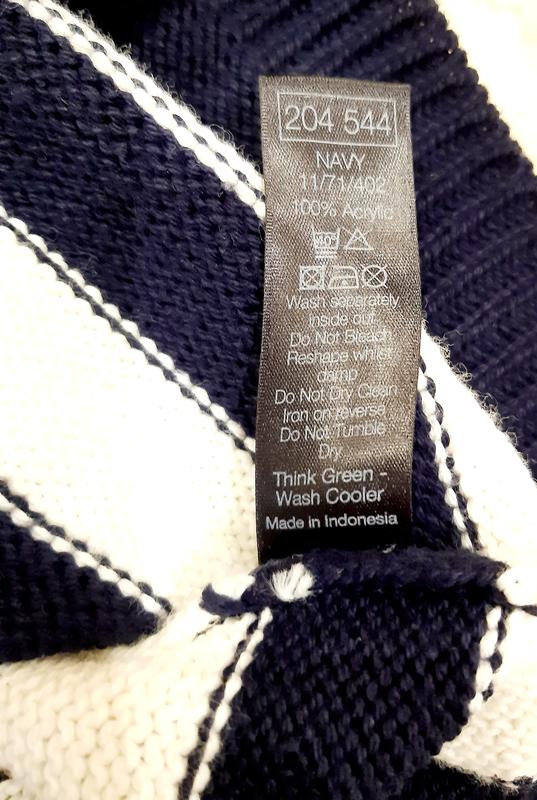 204 544
NAVY
11/71/402
100% Acrylic
40°
Wash separately
inside out
Do Not Bleach
Reshape whilst
damp
Do Not Dry Clean
Iron on reverse
Do Not Tumble
Dry
Think Green -
Wash Cooler
Made in Indonesia